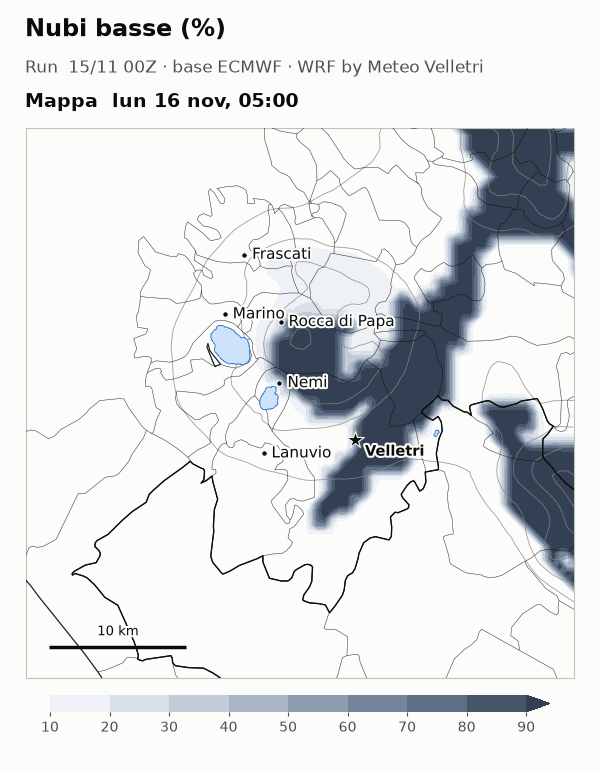 Nubi basse (%)
Run  15/11 00Z · base ECMWF · WRF by Meteo Velletri
Mappa  lun 16 nov, 05:00
Frascati
Marino
Rocca di Papa
Nemi
Velletri
Lanuvio
10 km
10 20 30 40 50 60 70 80 90